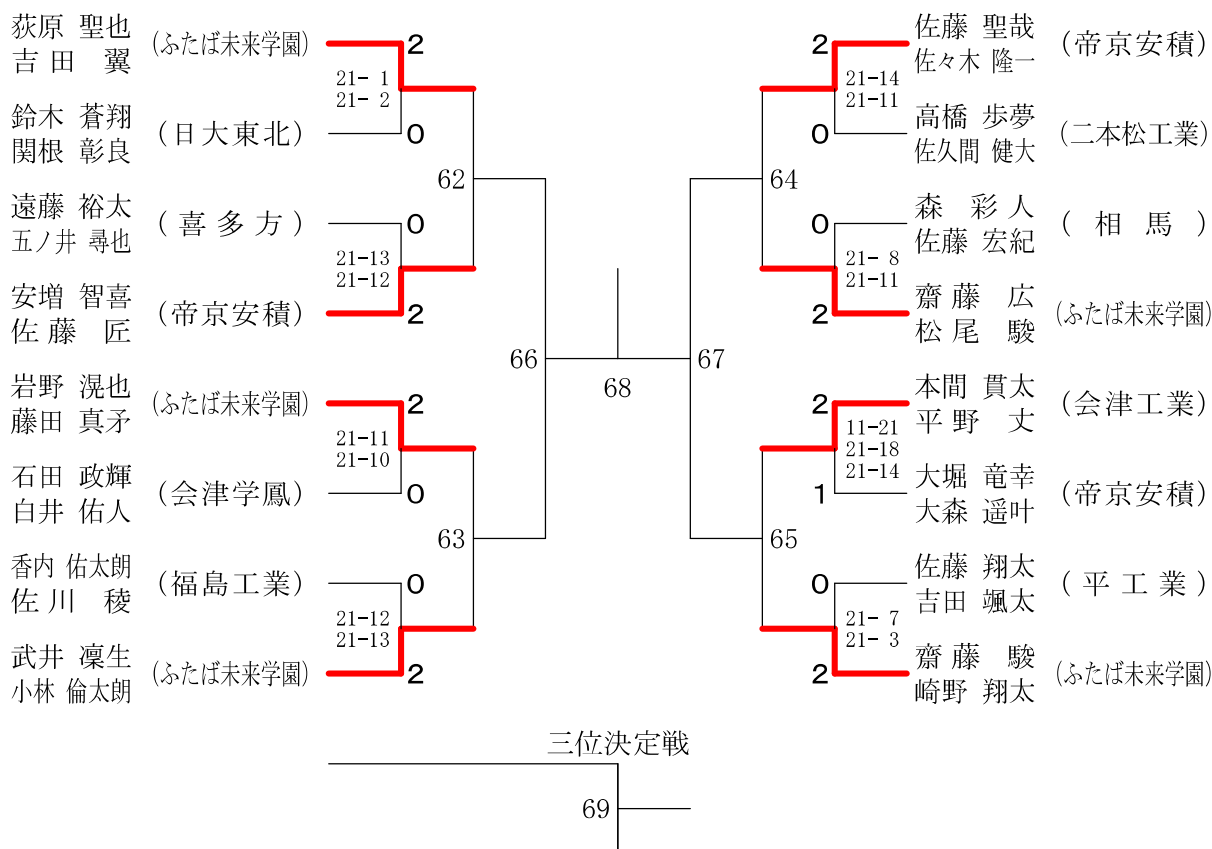 荻原 聖也
吉田 翼
(ふたば未来学園)
2
21- 1
21- 2
鈴木 蒼翔
関根 彰良
(日大東北)
0
62
遠藤 裕太
五ノ井 尋也
(喜多方)
0
21-13
21-12
安増 智喜
佐藤 匠
(帝京安積)
2
66
岩野 滉也
藤田 真矛
(ふたば未来学園)
2
21-11
21-10
石田 政輝
白井 佑人
(会津学鳳)
0
63
香内 佑太朗
佐川 稜
(福島工業)
0
21-12
21-13
武井 凜生
小林 倫太朗
(ふたば未来学園)
2
68
2
佐藤 聖哉
佐々木 隆一
(帝京安積)
21-14
21-11
0
高橋 歩夢
佐久間 健大
(二本松工業)
64
0
森 彩人
佐藤 宏紀
(相馬)
21- 8
21-11
2
齋藤 広
松尾 駿
(ふたば未来学園)
67
2
本間 貫太
平野 丈
(会津工業)
11-21
21-18
21-14
1
大堀 竜幸
大森 遥叶
(帝京安積)
65
0
佐藤 翔太
吉田 颯太
(平工業)
21- 7
21- 3
2
齋藤 駿
崎野 翔太
(ふたば未来学園)
三位決定戦
69